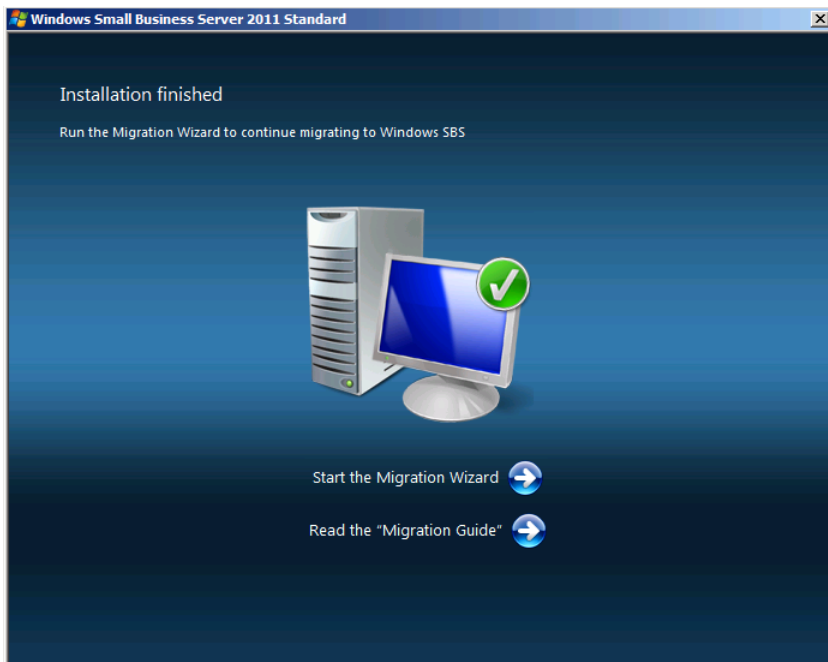 Windows Small Business Server 2011 Standard
Installation finished
Run the Migration Wizard to continue migrating to Windows SBS
Start the Migration Wizard
Read the “Migration Guide”